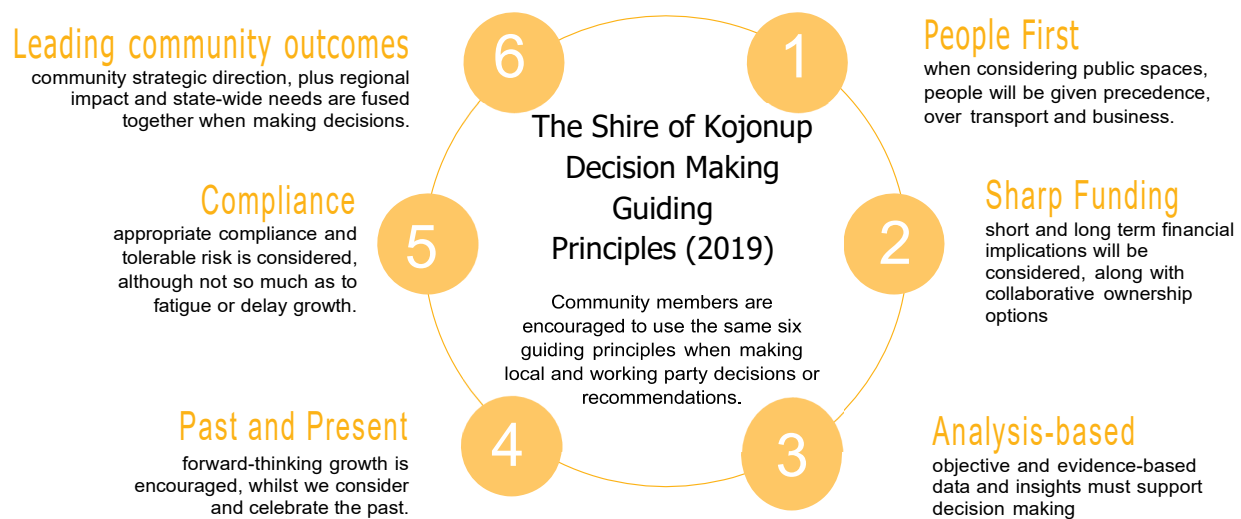 The Shire of Kojonup
Decision Making
Guiding
Principles (2019)
Community members are
encouraged to use the same six
guiding principles when making
local and working party decisions or
recommendations.
1
People First
when considering public spaces,
people will be given precedence,
over transport and business.
2
Sharp Funding
short and long term financial
implications will be
considered, along with
collaborative ownership
options
3
Analysis-based
objective and evidence-based
data and insights must support
decision making
4
Past and Present
forward-thinking growth is
encouraged, whilst we consider
and celebrate the past.
5
Compliance
appropriate compliance and
tolerable risk is considered,
although not so much as to
fatigue or delay growth.
6
Leading community outcomes
community strategic direction, plus regional
impact and state-wide needs are fused
together when making decisions.